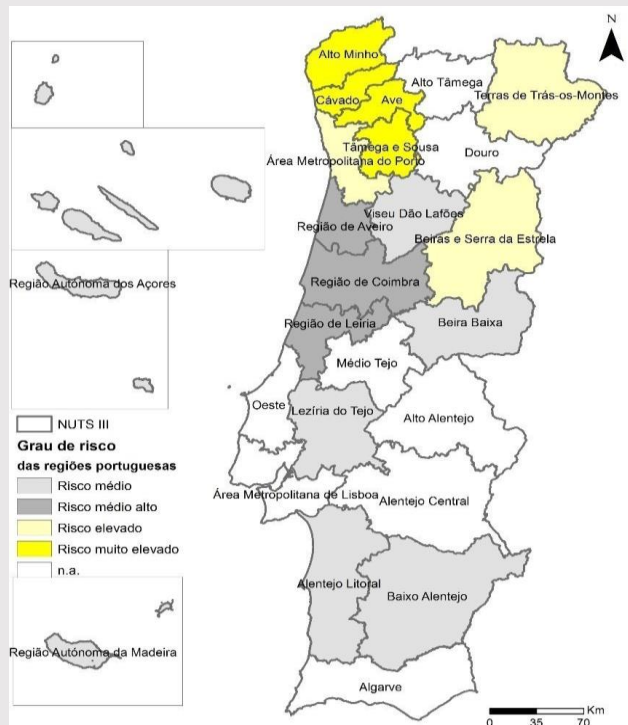 N
Alto Minho
Alto Tâmega
Terras de Trás-os-Montes
Cávado
Ave
Tâmega e Sousa
Área Metropolitana do Porto
Douro
Viseu Dão Lafões
Região de Aveiro
Beiras e Serra da Estrela
Região de Coimbra
Região Autónoma dos Açores
Região de Leiria
Beira Baixa
Médio Tejo
Oeste
Lezíria do Tejo
Alto Alentejo
Área Metropolitana de Lisboa
Alentejo Central
Alentejo Litoral
Baixo Alentejo
Algarve
NUTS III
Grau de risco
das regiões portuguesas
Risco médio
Risco médio alto
Risco elevado
Risco muito elevado
n.a.
Região Autónoma da Madeira
Km
0 35 70